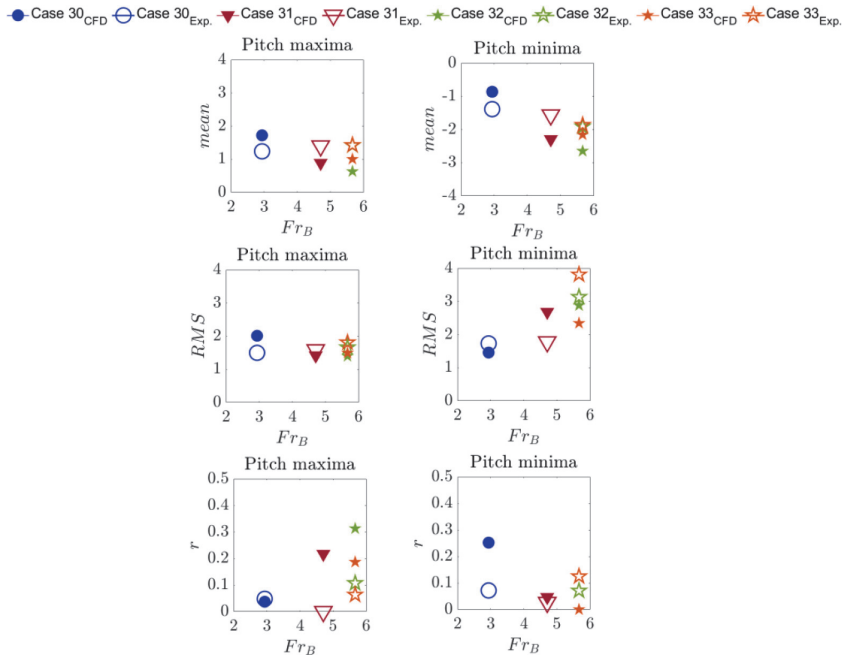 Case 30CFD Case 30Exp. Case 31CFD Case 31Exp. Case 32CFD Case 32Exp. Case 33CFD Case 33Exp.
Pitch maxima
mean
4
3
2
1
0
2 3 4 5 6
FrB
Pitch minima
mean
0
-1
-2
-3
-4
2 3 4 5 6
FrB
Pitch maxima
RMS
4
3
2
1
0
2 3 4 5 6
FrB
Pitch minima
RMS
4
3
2
1
0
2 3 4 5 6
FrB
Pitch maxima
r
0.5
0.4
0.3
0.2
0.1
0
2 3 4 5 6
FrB
Pitch minima
r
0.5
0.4
0.3
0.2
0.1
0
2 3 4 5 6
FrB